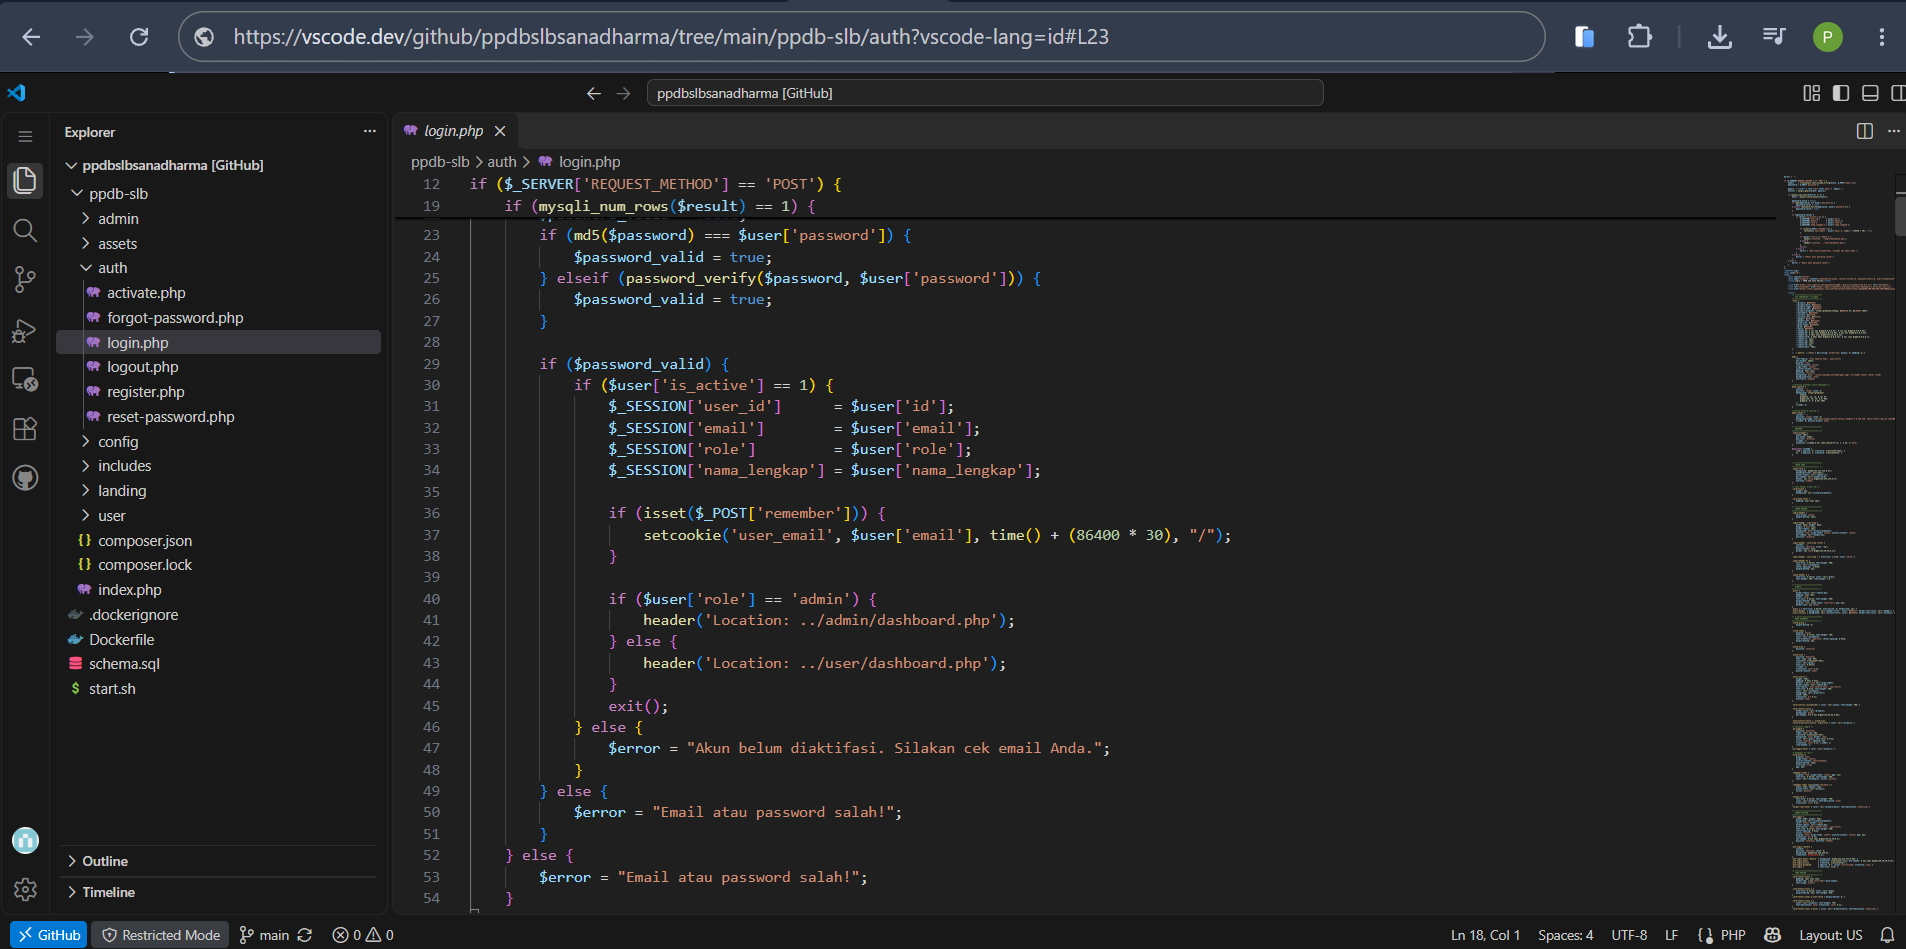 https://vscode.dev/github/ppdbslbsanadharma/tree/main/ppdb-slb/auth?vscode-lang=id#L23
P
ppdbslbsanadharma [GitHub]
Explorer
ppdbslbsanadharma [GitHub]
ppdb-slb
admin
assets
auth
activate.php
forgot-password.php
login.php
logout.php
register.php
reset-password.php
config
includes
landing
user
composer.json
composer.lock
index.php
.dockerignore
Dockerfile
schema.sql
start.sh
Outline
Timeline
login.php
ppdb-slb > auth > login.php
12 if ($_SERVER['REQUEST_METHOD'] == 'POST') {
19 if (mysqli_num_rows($result) == 1) {
23 if (md5($password) === $user['password']) {
24 $password_valid = true;
25 } elseif (password_verify($password, $user['password'])) {
26 $password_valid = true;
27 }
28
29 if ($password_valid) {
30 if ($user['is_active'] == 1) {
31 $_SESSION['user_id'] = $user['id'];
32 $_SESSION['email'] = $user['email'];
33 $_SESSION['role'] = $user['role'];
34 $_SESSION['nama_lengkap'] = $user['nama_lengkap'];
35
36 if (isset($_POST['remember'])) {
37 setcookie('user_email', $user['email'], time() + (86400 * 30), "/");
38 }
39
40 if ($user['role'] == 'admin') {
41 header('Location: ../admin/dashboard.php');
42 } else {
43 header('Location: ../user/dashboard.php');
44 }
45 exit();
46 } else {
47 $error = "Akun belum diaktifasi. Silakan cek email Anda.";
48 }
49 } else {
50 $error = "Email atau password salah!";
51 }
52 } else {
53 $error = "Email atau password salah!";
54 }
GitHub Restricted Mode main 0 0 Ln 18, Col 1 Spaces: 4 UTF-8 LF {} PHP Layout: US